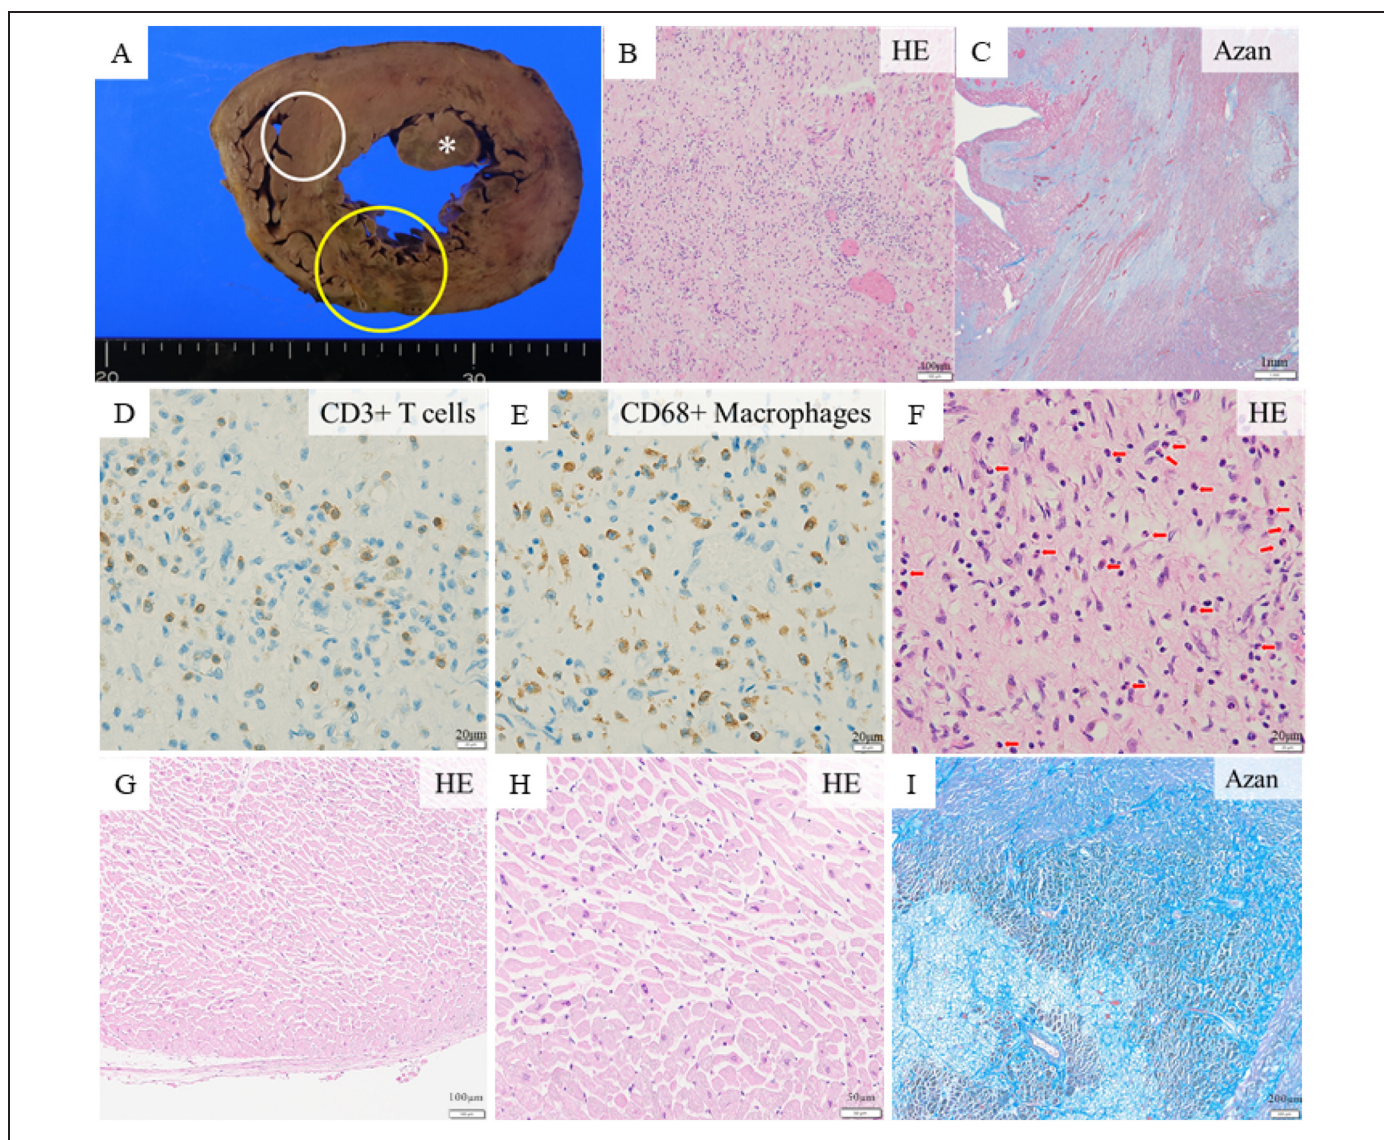 A
*
20
30
B
HE
100μm
C
Azan
1mm
D
CD3+ T cells
20μm
E
CD68+ Macrophages
20μm
F
HE
20μm
G
HE
100μm
H
HE
50μm
I
Azan
200μm